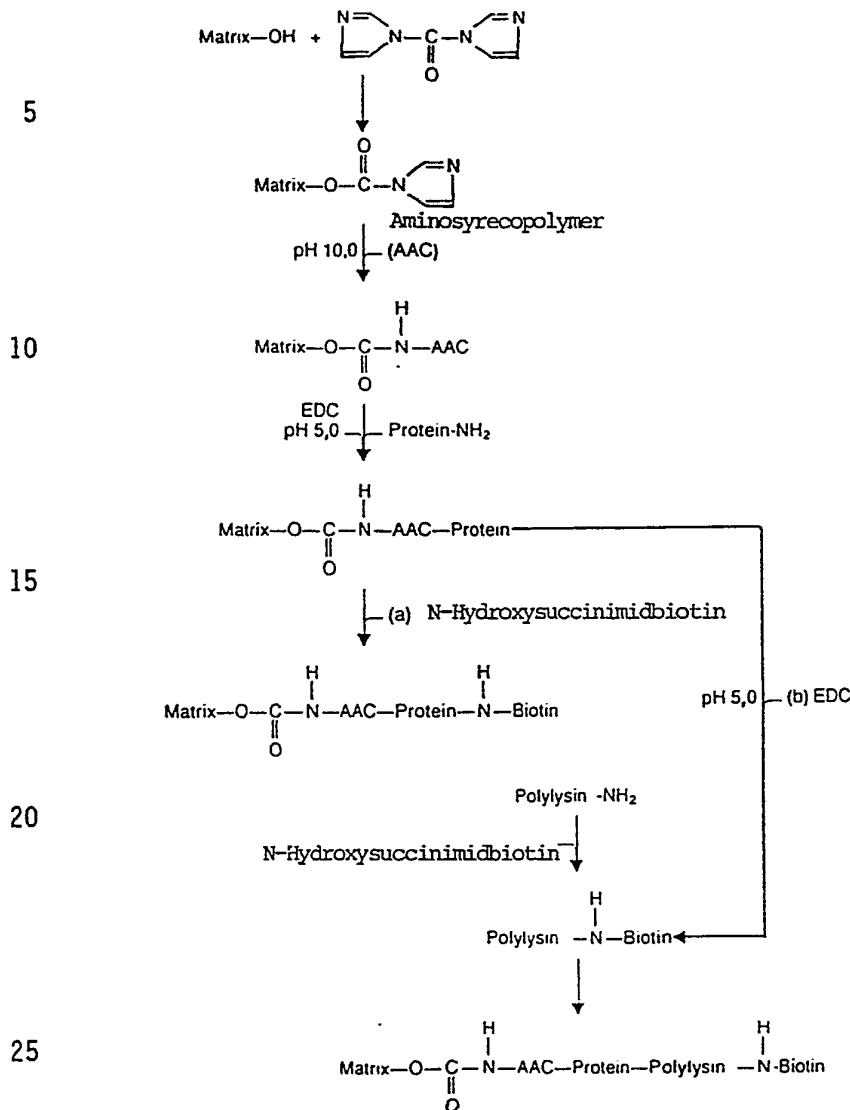 Matrix—OH + N N—C—N N
O
5
O
Matrix—O—C—N N
Aminosyrecopolymer
pH 10,0 (AAC)
H
10 Matrix—O—C—N—AAC
O
EDC
pH 5,0 Protein-NH₂
H
Matrix—O—C—N—AAC—Protein
O
15
(a) N-Hydroxysuccinimidbiotin
H H
Matrix—O—C—N—AAC—Protein—N—Biotin
O
pH 5,0 (b) EDC
Polylysin -NH₂
20
N-Hydroxysuccinimidbiotin
H
Polylysin —N—Biotin
H H
25 Matrix—O—C—N—AAC—Protein—Polylysin —N-Biotin
O